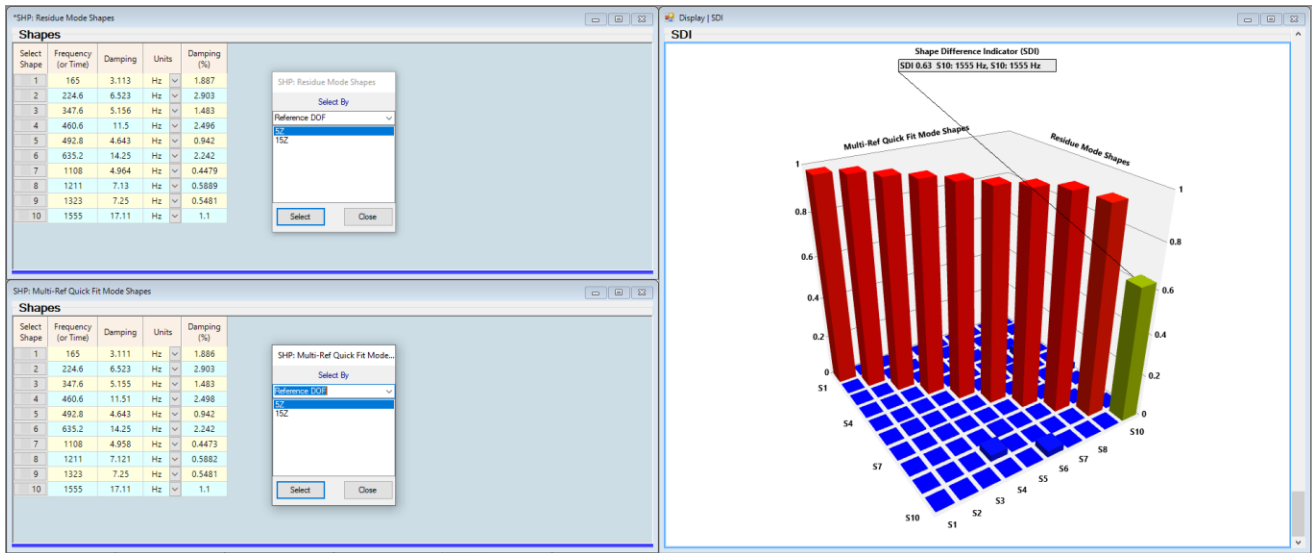 *SHP: Residue Mode Shapes
Shapes
Select Shape Frequency (or Time) Damping Units Damping (%)
1 165 3.113 Hz 1.887
2 224.6 6.523 Hz 2.903
3 347.6 5.156 Hz 1.483
4 460.6 11.5 Hz 2.496
5 492.8 4.643 Hz 0.942
6 635.2 14.25 Hz 2.242
7 1108 4.964 Hz 0.4479
8 1211 7.13 Hz 0.5889
9 1323 7.25 Hz 0.5481
10 1555 17.11 Hz 1.1
SHP: Residue Mode Shapes
Select By
Reference DOF
5Z
15Z
Select Close
SHP: Multi-Ref Quick Fit Mode Shapes
Shapes
Select Shape Frequency (or Time) Damping Units Damping (%)
1 165 3.111 Hz 1.886
2 224.6 6.523 Hz 2.903
3 347.6 5.155 Hz 1.483
4 460.6 11.51 Hz 2.498
5 492.8 4.643 Hz 0.942
6 635.2 14.25 Hz 2.242
7 1108 4.958 Hz 0.4473
8 1211 7.121 Hz 0.5882
9 1323 7.25 Hz 0.5481
10 1555 17.11 Hz 1.1
SHP: Multi-Ref Quick Fit Mode...
Select By
Reference DOF
5Z
15Z
Select Close
Display | SDI
SDI
Shape Difference Indicator (SDI)
SDI 0.63 S10: 1555 Hz, S10: 1555 Hz
Multi-Ref Quick Fit Mode Shapes
Residue Mode Shapes
1
0.8
0.6
0.4
0.2
0
1
0.8
0.6
0.4
0.2
0
S1
S4
S7
S10
S1
S2
S3
S4
S5
S6
S7
S8
S10